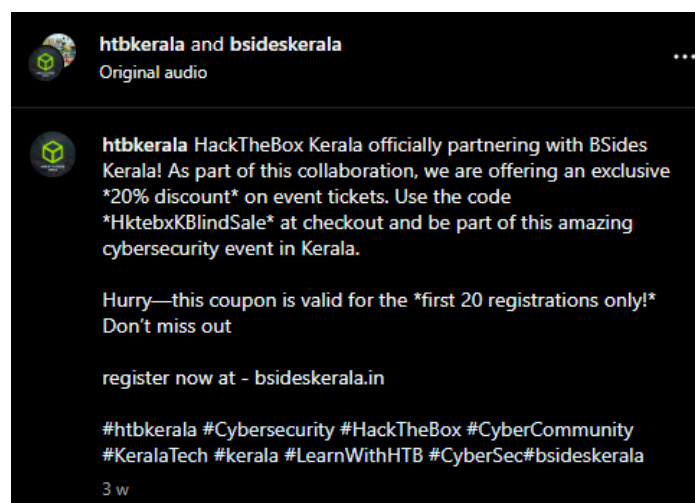 htbkerala and bsideskerala
Original audio
htbkerala HackTheBox Kerala officially partnering with BSides
Kerala! As part of this collaboration, we are offering an exclusive
*20% discount* on event tickets. Use the code
*HktebxKBlindSale* at checkout and be part of this amazing
cybersecurity event in Kerala.
Hurry—this coupon is valid for the *first 20 registrations only!*
Don't miss out
register now at - bsideskerala.in
#htbkerala #Cybersecurity #HackTheBox #CyberCommunity
#KeralaTech #kerala #LearnWithHTB #CyberSec#bsideskerala
3 w